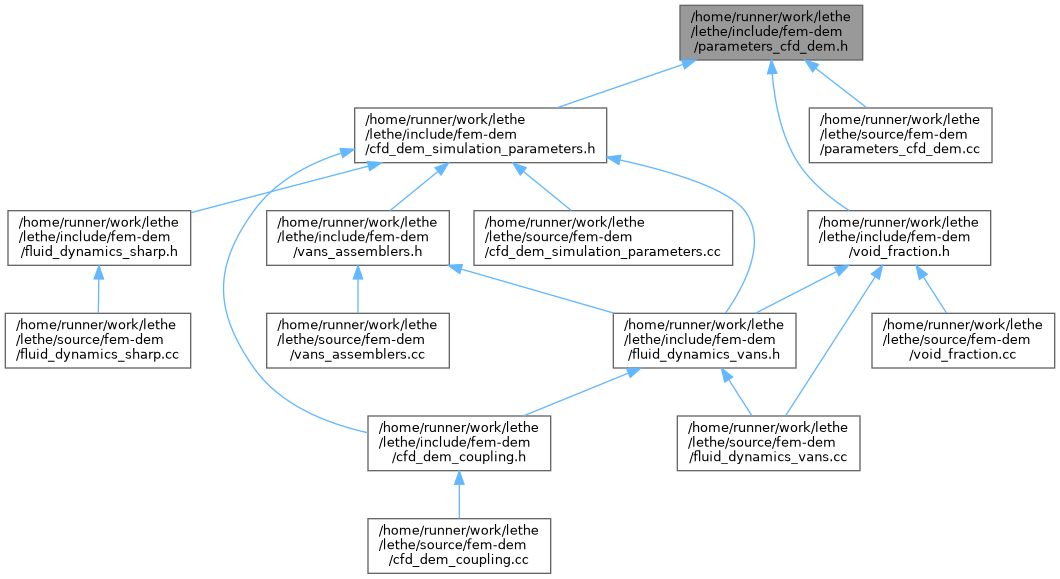 /home/runner/work/lethe
/lethe/include/fem-dem
/parameters_cfd_dem.h
/home/runner/work/lethe
/lethe/include/fem-dem
/cfd_dem_simulation_parameters.h
/home/runner/work/lethe
/lethe/source/fem-dem
/parameters_cfd_dem.cc
/home/runner/work/lethe
/lethe/include/fem-dem
/fluid_dynamics_sharp.h
/home/runner/work/lethe
/lethe/include/fem-dem
/vans_assemblers.h
/home/runner/work/lethe
/lethe/source/fem-dem
/cfd_dem_simulation_parameters.cc
/home/runner/work/lethe
/lethe/include/fem-dem
/void_fraction.h
/home/runner/work/lethe
/lethe/source/fem-dem
/fluid_dynamics_sharp.cc
/home/runner/work/lethe
/lethe/source/fem-dem
/vans_assemblers.cc
/home/runner/work/lethe
/lethe/include/fem-dem
/fluid_dynamics_vans.h
/home/runner/work/lethe
/lethe/source/fem-dem
/void_fraction.cc
/home/runner/work/lethe
/lethe/include/fem-dem
/cfd_dem_coupling.h
/home/runner/work/lethe
/lethe/source/fem-dem
/fluid_dynamics_vans.cc
/home/runner/work/lethe
/lethe/source/fem-dem
/cfd_dem_coupling.cc